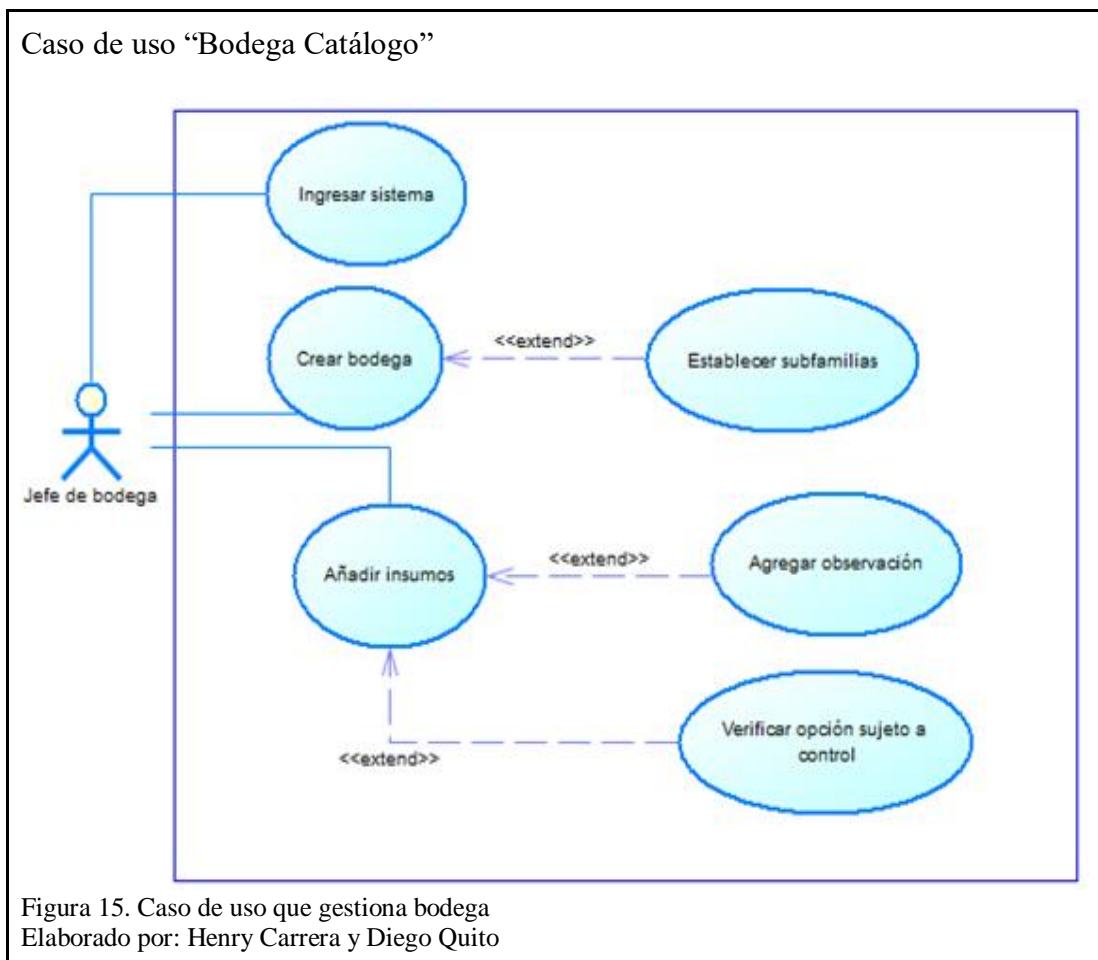 Caso de uso “Bodega Catálogo”
Ingresar sistema
Crear bodega
<<extend>>
Establecer subfamilias
Jefe de bodega
Añadir insumos
<<extend>>
Agregar observación
<<extend>>
Verificar opción sujeto a
control
Figura 15. Caso de uso que gestiona bodega
Elaborado por: Henry Carrera y Diego Quito